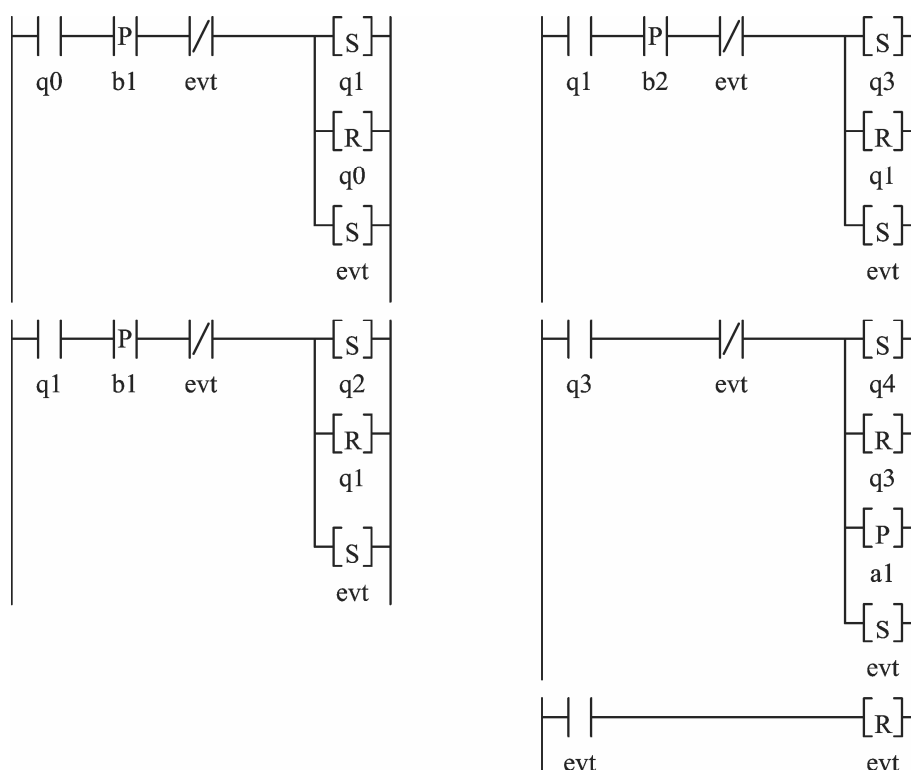 P S
q0 b1 evt q1
R
q0
S
evt
P S
q1 b1 evt q2
R
q1
S
evt
P S
q1 b2 evt q3
R
q1
S
evt
S
q3 evt q4
R
q3
P
a1
S
evt
R
evt evt